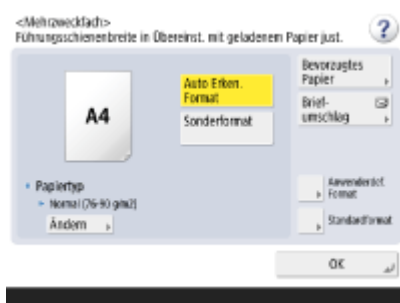 <Mehrzweckfach>
Führungsschienenbreite in Übereinst. mit geladenem Papier just.
?
Bevorzugtes
Papier
Auto Erken.
Format
Brief-
umschlag
A4
Sonderformat
Papiertyp
Normal (76-90 g/m2)
Ändern
Anwenderdef.
Format
Standardformat
OK